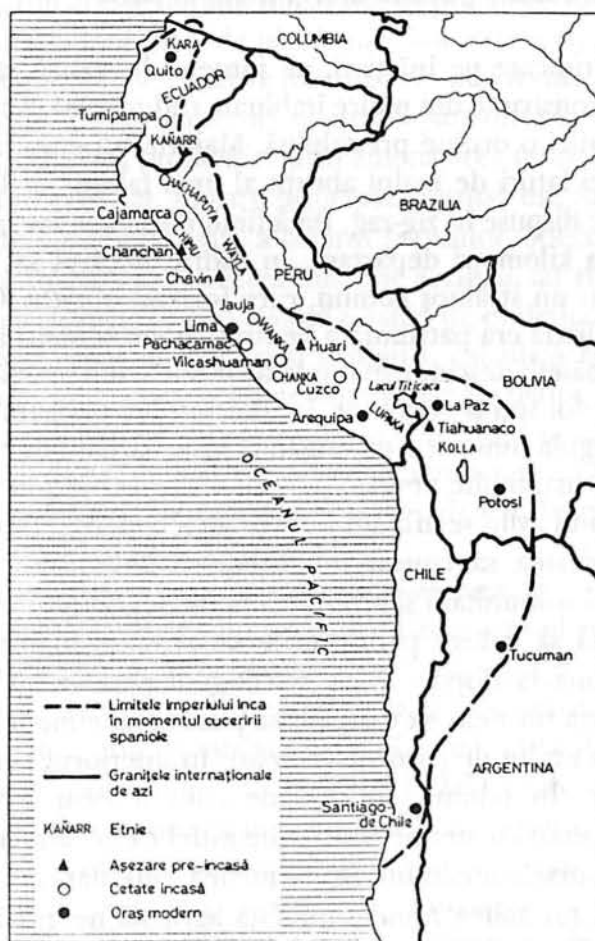 COLUMBIA
KARA
Quito
ECUADOR
Tumipampa
KAÑARR
BRAZILIA
CHACHAPUYA
WAYLA
Cajamarca
CHIMU
Chanchan
PERU
Chavin
Jauja
WANKA
Lima
Huari
Pachacamac
Vilcashuaman
CHANKA
Cuzco
Lacul Titicaca
BOLIVIA
La Paz
Arequipa
LUPAKA
Tiahuanaco
KOLLA
OCEANUL PACIFIC
Potosí
CHILE
Tucuman
ARGENTINA
Santiago
de Chile
Limitele imperiului inca
în momentul cuceririi
spaniole
Granițele internaționale
de azi
KAÑARR Etnie
Așezare pre-incasă
Cetate incasă
Oraș modern